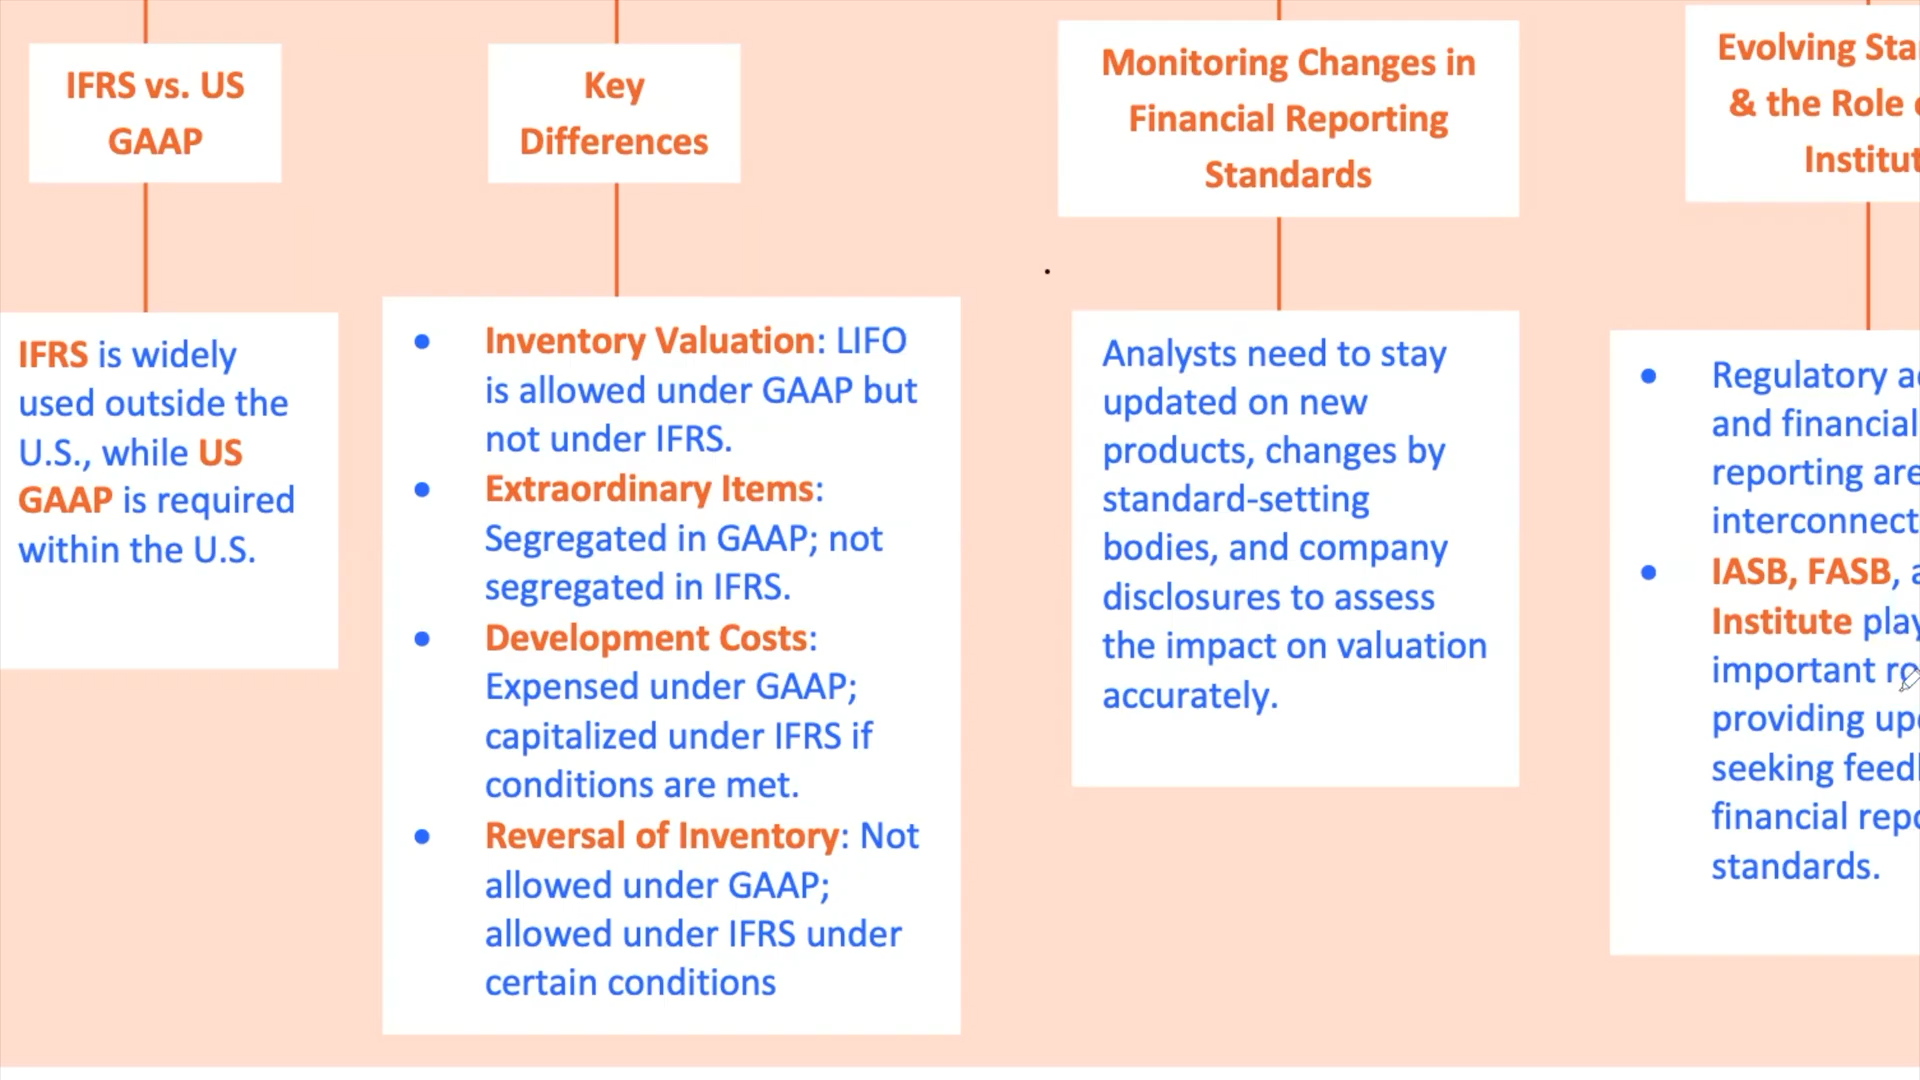 IFRS vs. US
GAAP
IFRS is widely
used outside the
U.S., while US
GAAP is required
within the U.S.
Key
Differences
● Inventory Valuation: LIFO
is allowed under GAAP but
not under IFRS.
● Extraordinary Items:
Segregated in GAAP; not
segregated in IFRS.
● Development Costs:
Expensed under GAAP;
capitalized under IFRS if
conditions are met.
● Reversal of Inventory: Not
allowed under GAAP;
allowed under IFRS under
certain conditions
Monitoring Changes in
Financial Reporting
Standards
Analysts need to stay
updated on new
products, changes by
standard-setting
bodies, and company
disclosures to assess
the impact on valuation
accurately.
Evolving
& the Role
● Regulatory
and financial
reporting are
● IASB, FASB,
Institute
important
providing
seeking
financial
standards.